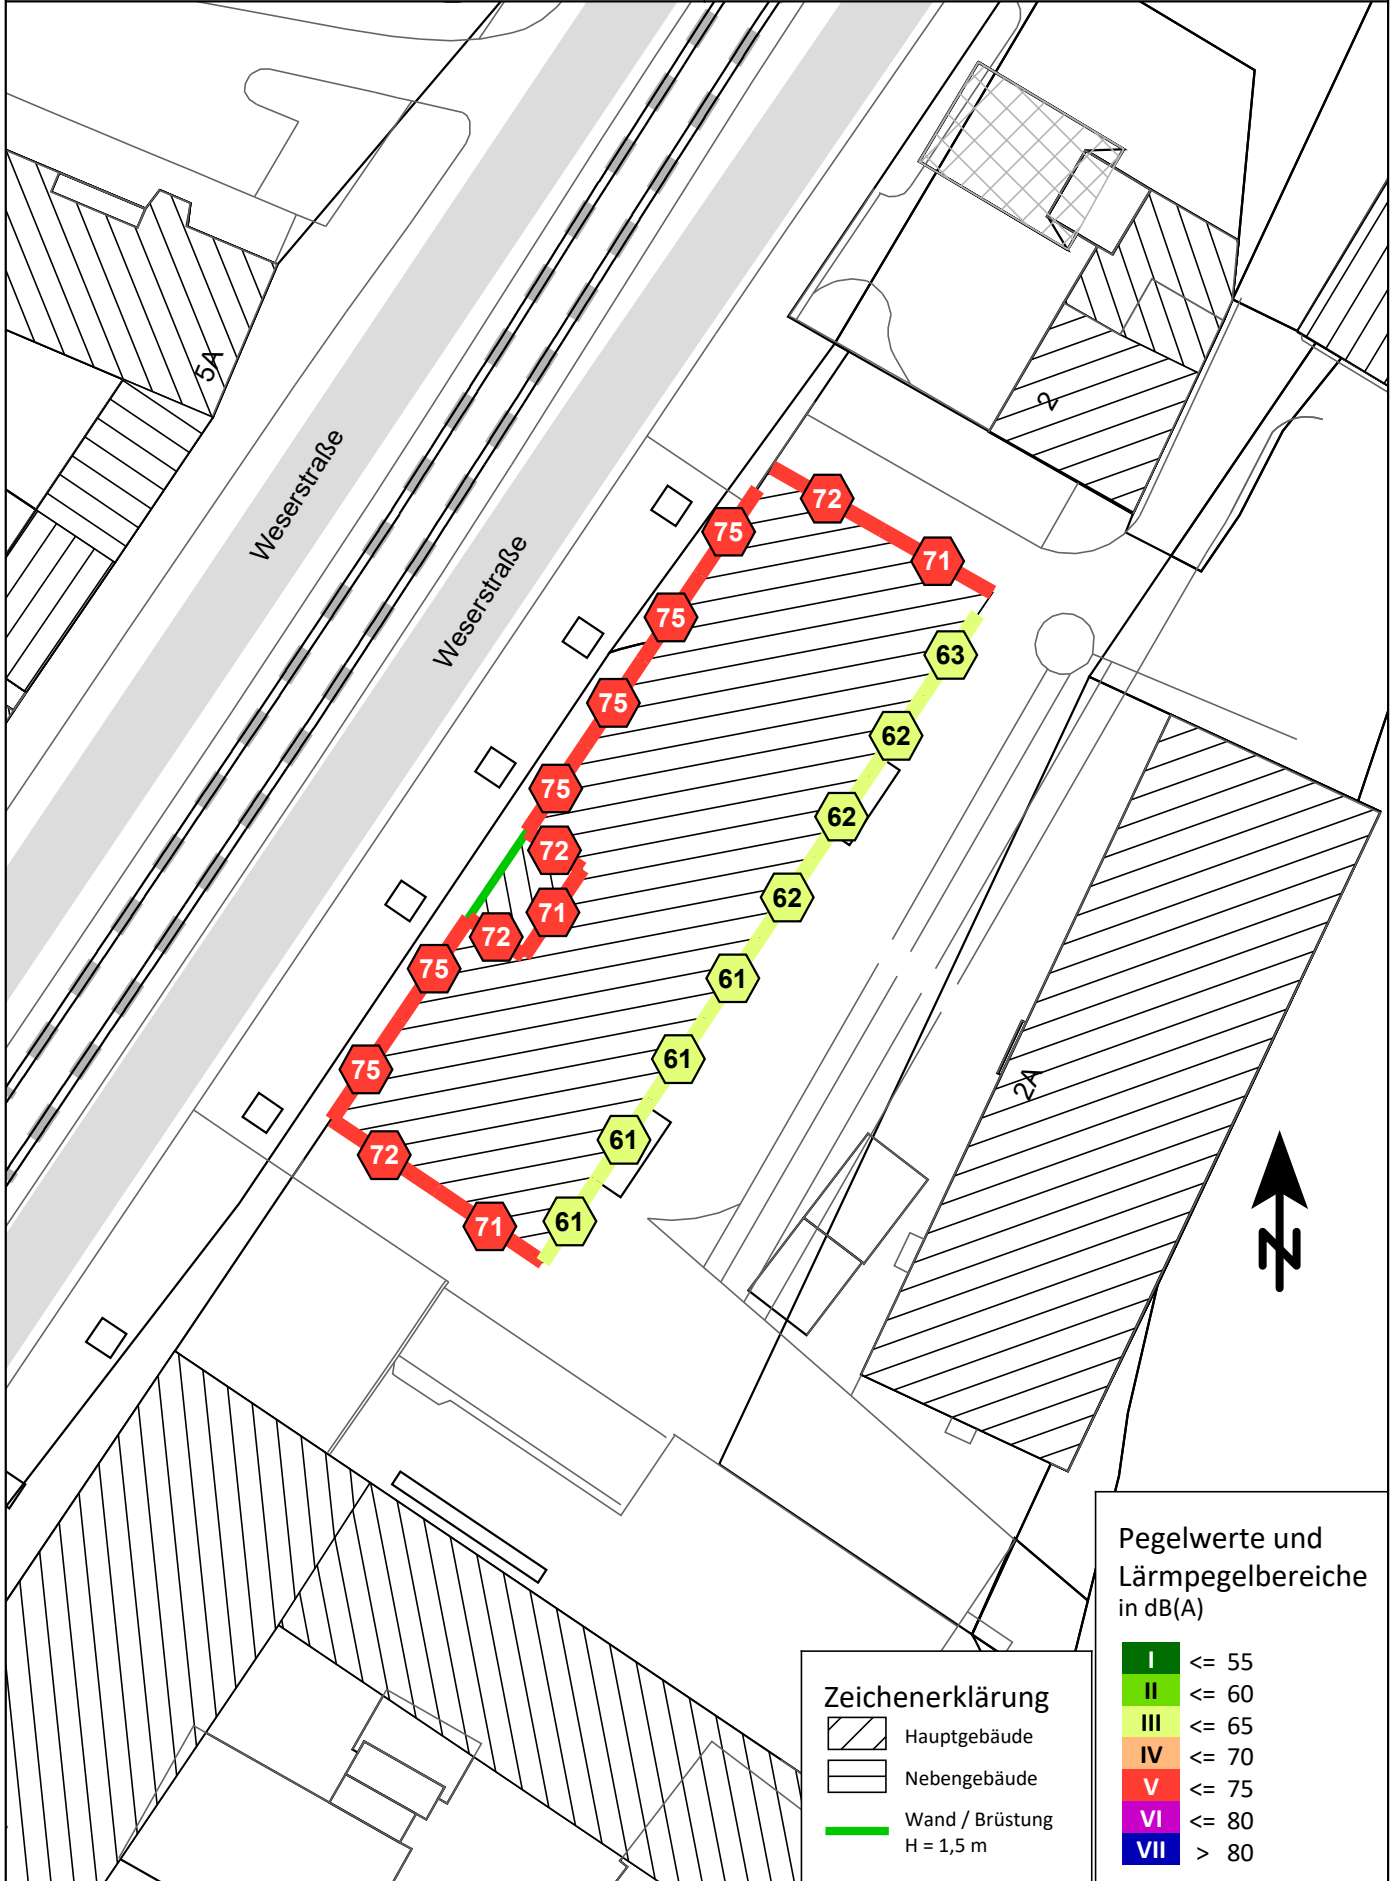 5A
2
Weserstraße
Weserstraße
72
75
71
75
63
75
62
75
62
72
62
71
72
75
61
61
75
61
72
61
71
2A
N
Pegelwerte und
Lärmpegelbereiche
in dB(A)
I <= 55
II <= 60
III <= 65
IV <= 70
V <= 75
VI <= 80
VII > 80
Zeichenerklärung
Hauptgebäude
Nebengebäude
Wand / Brüstung
H = 1,5 m